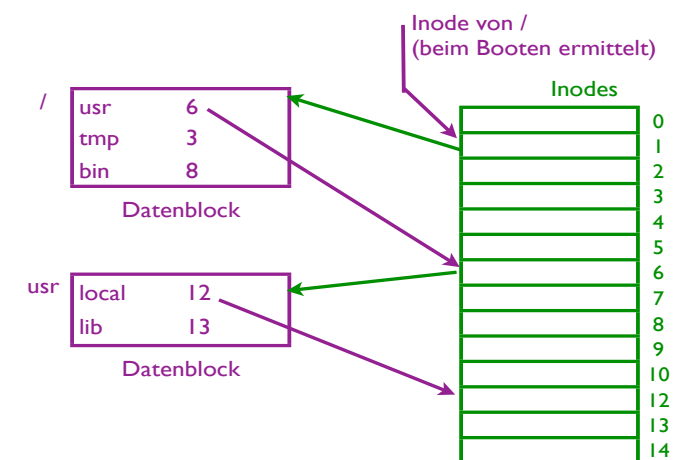 Inode von /
(beim Booten ermittelt)
Inodes
/
usr 6
tmp 3
bin 8
Datenblock
usr
local 12
lib 13
Datenblock
0
1
2
3
4
5
6
7
8
9
10
12
13
14